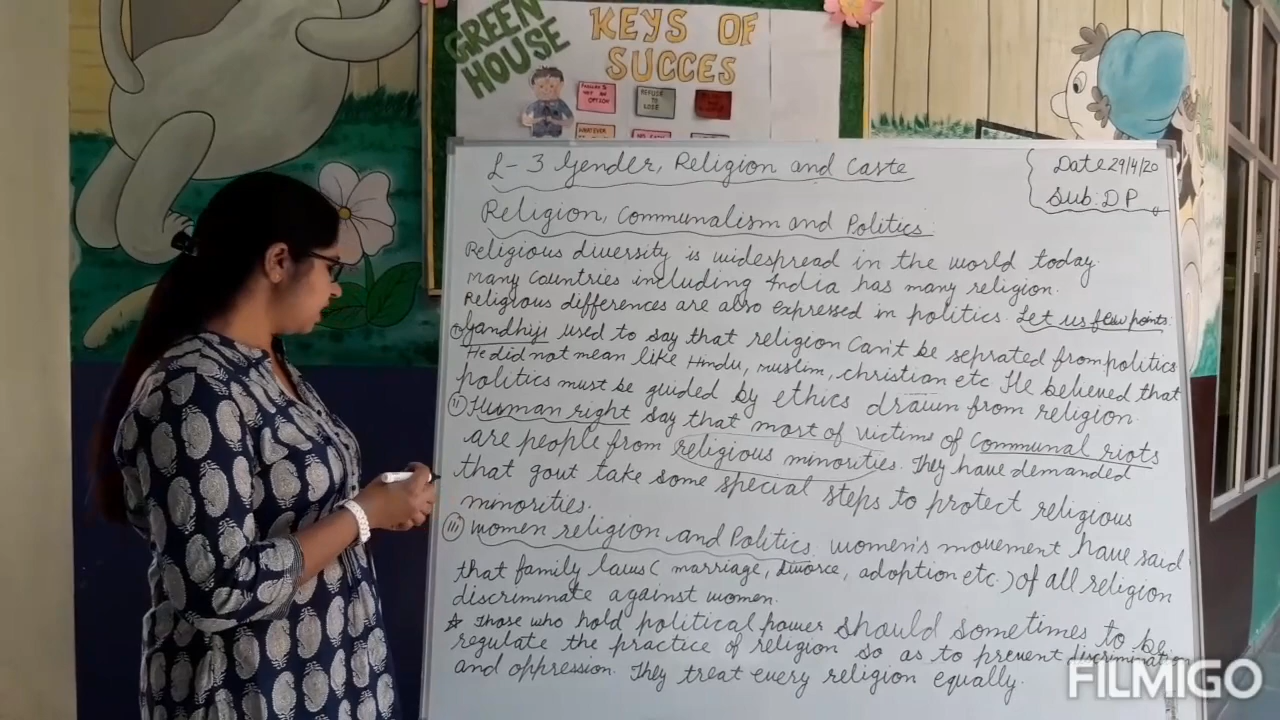 GREEN HOUSE
KEYS OF
SUCCES
REFUSE TO LOSE
WHATEVER
L-3 Gender, Religion and Caste
Date 29/4/20
Sub: DP
Religion, Communalism and Politics.
Religious diversity is widespread in the world today.
Many countries including India has many religion.
Religious differences are also expressed in politics. Let us few points.
(i) Gandhiji used to say that religion can't be seprated from politics
He did not mean like Hindu, Muslim, christian etc He believed that
politics must be guided by ethics drawn from religion.
(ii) Human right say that most of victims of communal riots
are people from religious minorities. They have demanded
that govt take some special steps to protect religious
minorities.
(iii) Women religion and Politics. Women's movement have said
that family laws ( marriage, divorce, adoption etc.) of all religion
discriminate against women.
☆ Those who hold political power should sometimes to be
regulate the practice of religion so as to prevent discrimination
and oppression. They treat every religion equally.
FILMIGO